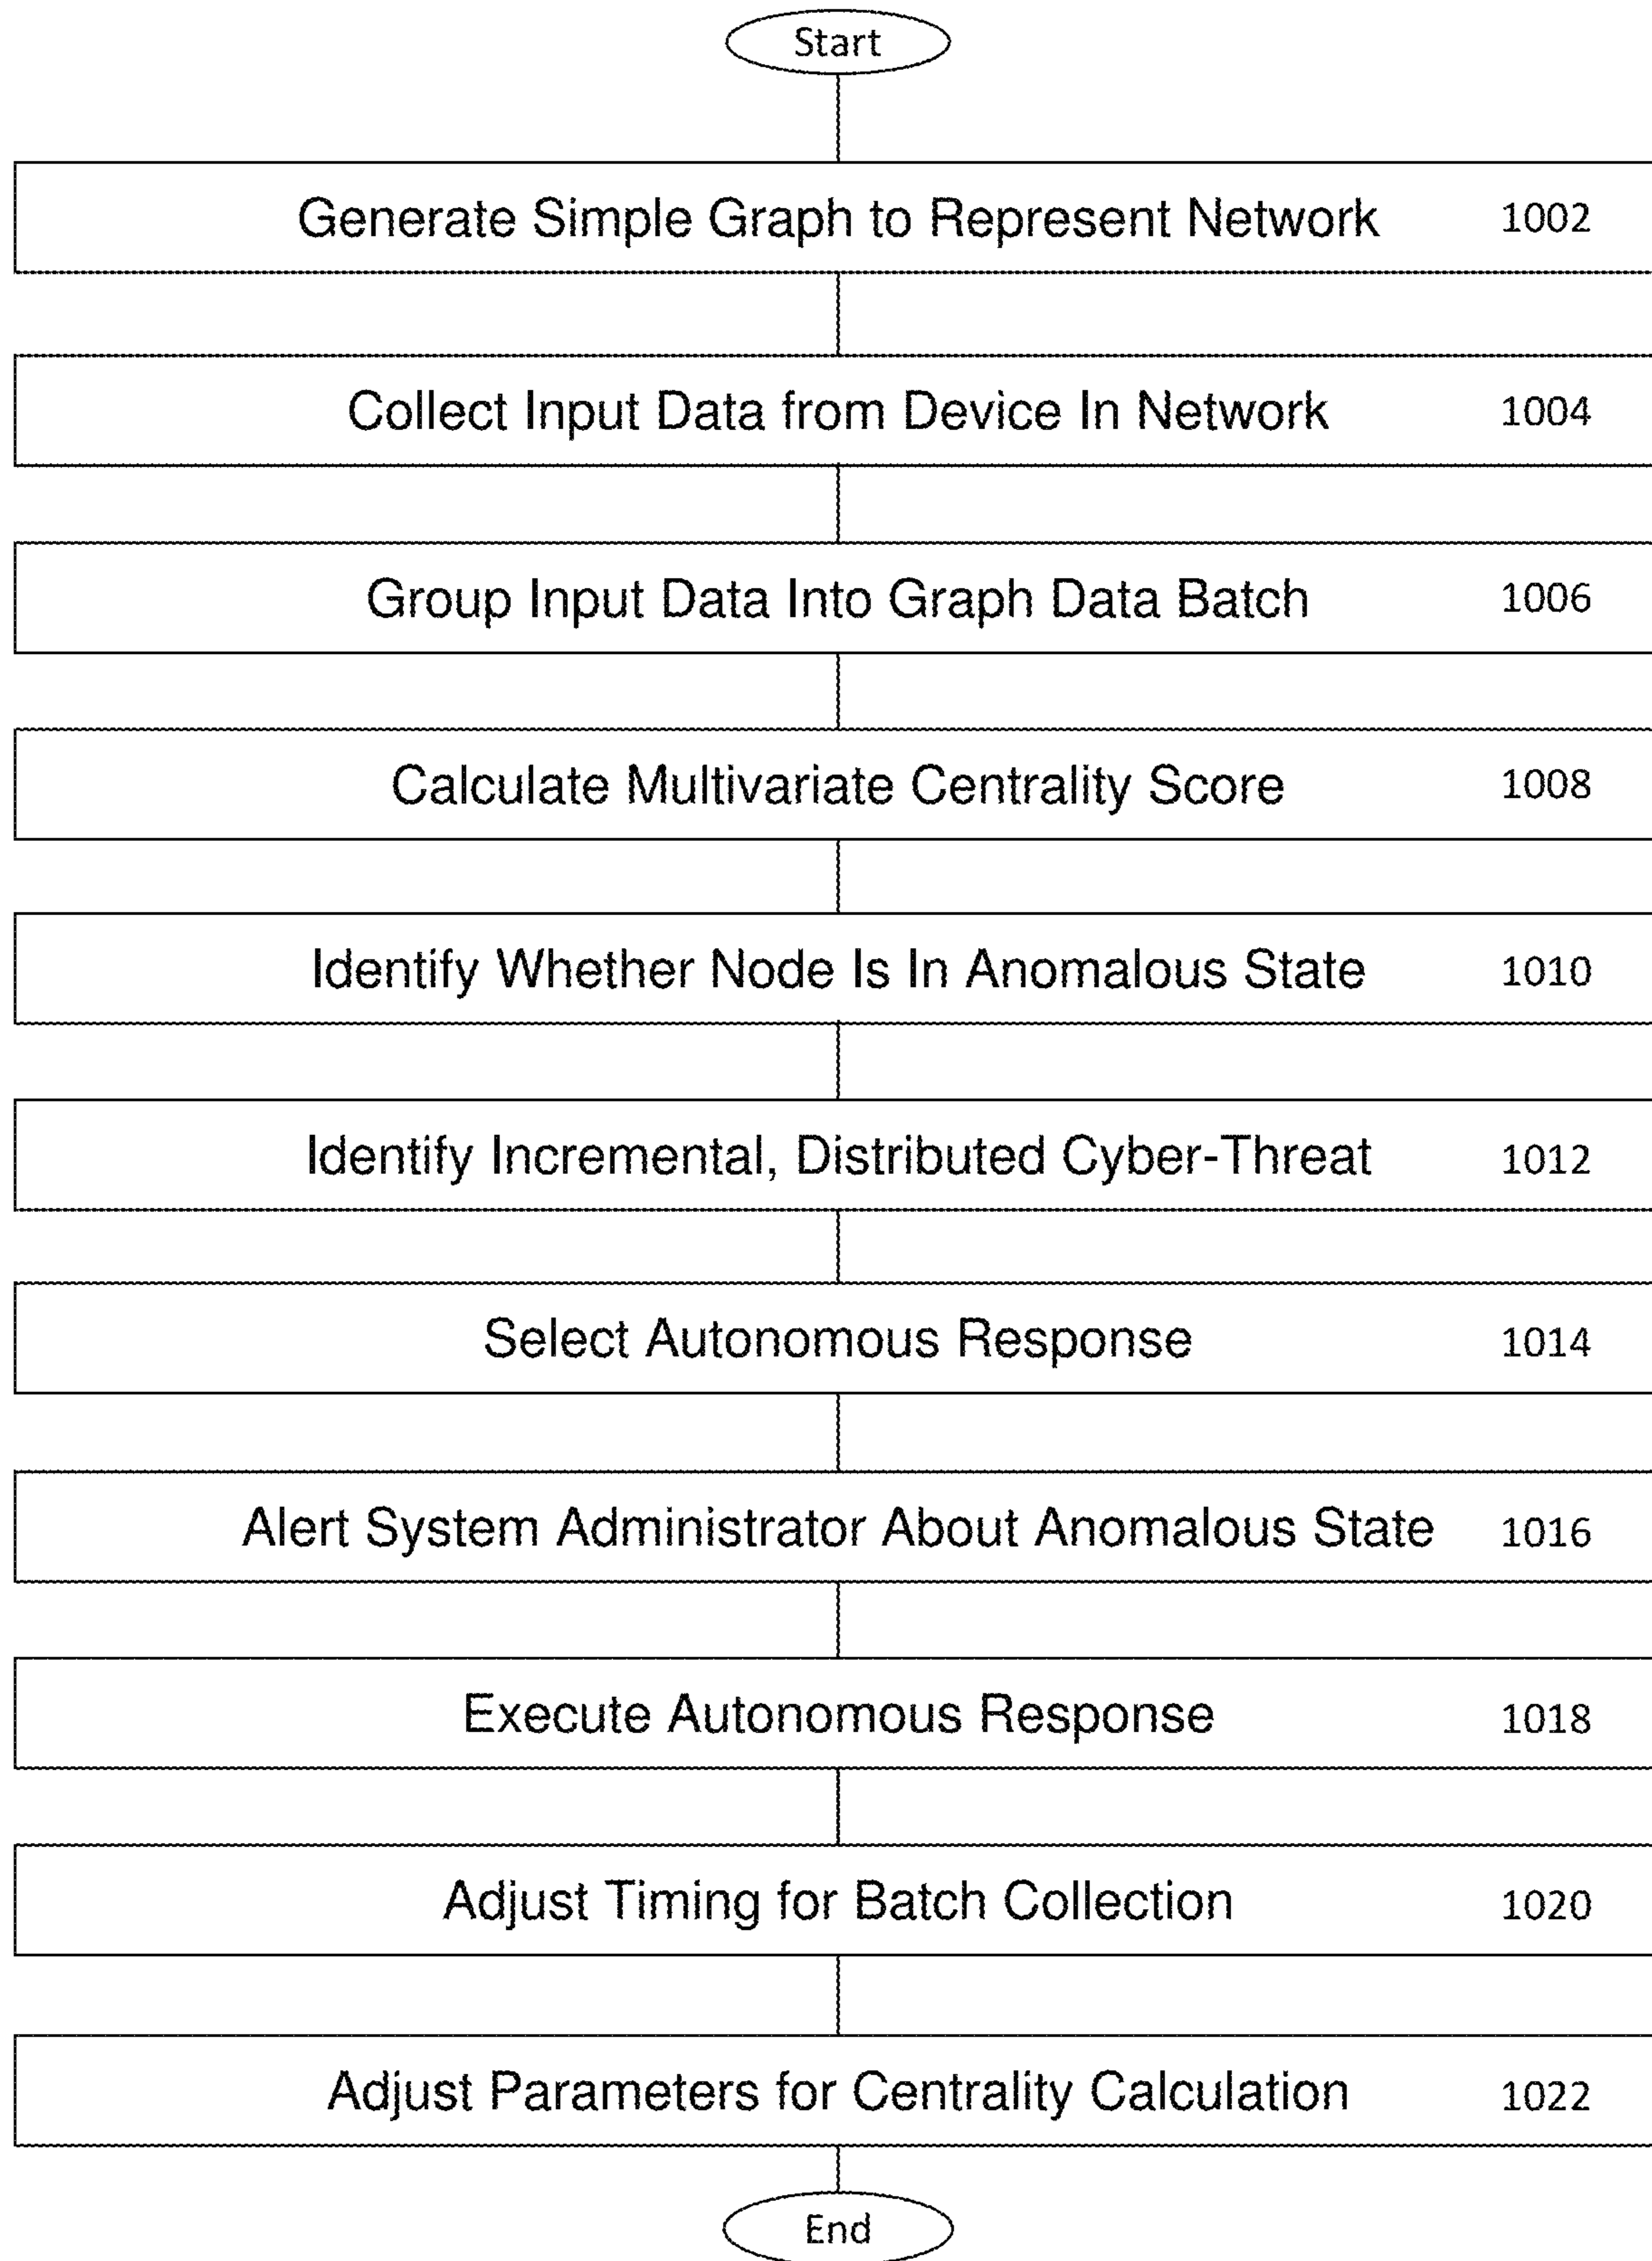 Start
Generate Simple Graph to Represent Network 1002
Collect Input Data from Device In Network 1004
Group Input Data Into Graph Data Batch 1006
Calculate Multivariate Centrality Score 1008
Identify Whether Node Is In Anomalous State 1010
Identify Incremental, Distributed Cyber-Threat 1012
Select Autonomous Response 1014
Alert System Administrator About Anomalous State 1016
Execute Autonomous Response 1018
Adjust Timing for Batch Collection 1020
Adjust Parameters for Centrality Calculation 1022
End